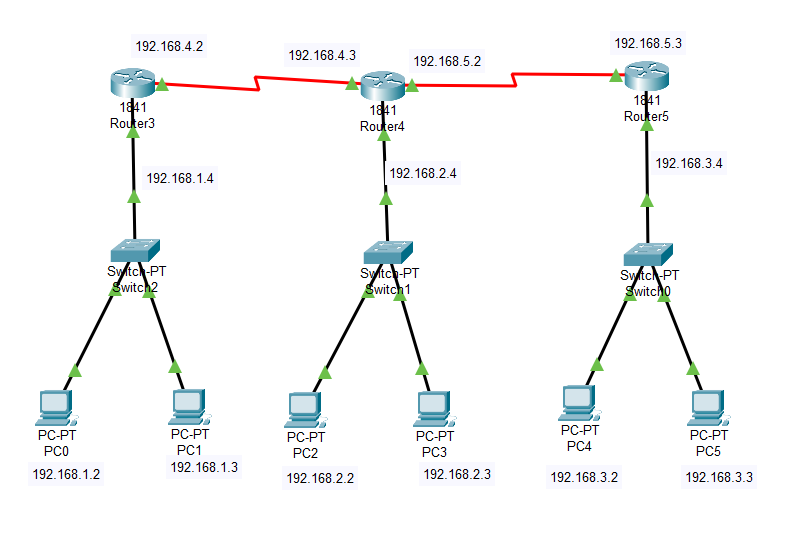 192.168.4.2
192.168.4.3
192.168.5.2
192.168.5.3
1841
Router3
1841
Router4
1841
Router5
192.168.1.4
192.168.2.4
192.168.3.4
Switch-PT
Switch2
Switch-PT
Switch1
Switch-PT
Switch0
PC-PT
PC0
192.168.1.2
PC-PT
PC1
192.168.1.3
PC-PT
PC2
192.168.2.2
PC-PT
PC3
192.168.2.3
PC-PT
PC4
192.168.3.2
PC-PT
PC5
192.168.3.3